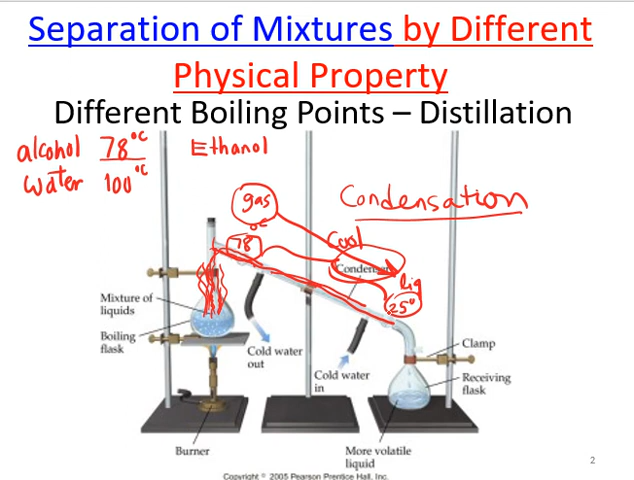 Separation of Mixtures by Different
Physical Property
Different Boiling Points – Distillation
alcohol 78°C Ethanol
water 100°C
gas
Condensation
78
Cool
Condenser
liq
25°
Mixture of
liquids
Boiling
flask
Cold water
out
Cold water
in
Clamp
Receiving
flask
Burner
More volatile
liquid
2
Copyright © 2005 Pearson Prentice Hall, Inc.